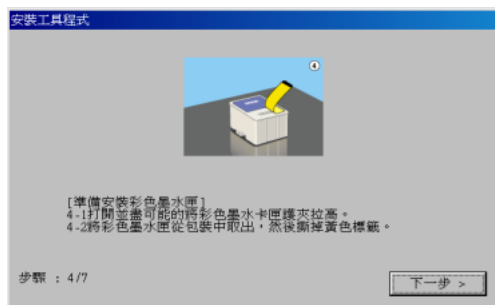 安裝工具程式
④
[準備安裝彩色墨水匣]
4-1打開並盡可能的將彩色墨水卡匣護夾拉高。
4-2將彩色墨水匣從包裝中取出，然後撕掉黃色標籤。
步驟 : 4/7
下一步 >